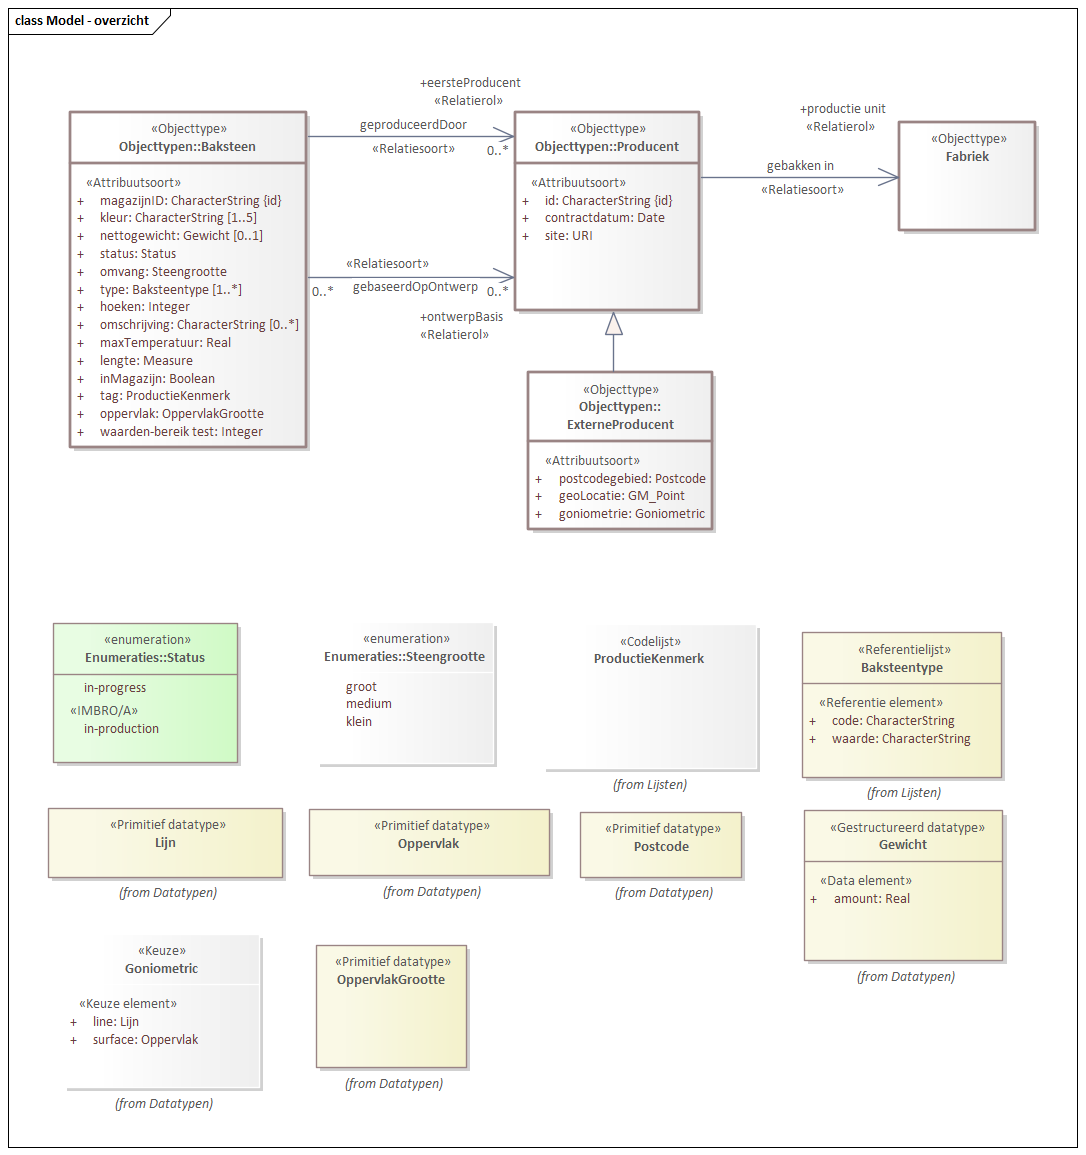 class Model - overzicht
+eersteProducent
«Relatierol»
geproduceerdDoor
«Relatiesoort»
0..*
«Relatiesoort»
0..*
gebaseerdOpOntwerp
0..*
+ontwerpBasis
«Relatierol»
+productie unit
«Relatierol»
gebakken in
«Relatiesoort»
«Objecttype»
Objecttypen::Baksteen
«Attribuutsoort»
+ magazijnID: CharacterString {id}
+ kleur: CharacterString [1..5]
+ nettogewicht: Gewicht [0..1]
+ status: Status
+ omvang: Steengrootte
+ type: Baksteentype [1..*]
+ hoeken: Integer
+ omschrijving: CharacterString [0..*]
+ maxTemperatuur: Real
+ lengte: Measure
+ inMagazijn: Boolean
+ tag: ProductieKenmerk
+ oppervlak: OppervlakGrootte
+ waarden-bereik test: Integer
«Objecttype»
Objecttypen::Producent
«Attribuutsoort»
+ id: CharacterString {id}
+ contractdatum: Date
+ site: URI
«Objecttype»
Fabriek
«Objecttype»
Objecttypen::
ExterneProducent
«Attribuutsoort»
+ postcodegebied: Postcode
+ geoLocatie: GM_Point
+ goniometrie: Goniometric
«enumeration»
Enumeraties::Status
in-progress
«IMBRO/A»
in-production
«enumeration»
Enumeraties::Steengrootte
groot
medium
klein
«Codelijst»
ProductieKenmerk
(from Lijsten)
«Referentielijst»
Baksteentype
«Referentie element»
+ code: CharacterString
+ waarde: CharacterString
(from Lijsten)
«Primitief datatype»
Lijn
(from Datatypen)
«Primitief datatype»
Oppervlak
(from Datatypen)
«Primitief datatype»
Postcode
(from Datatypen)
«Gestructureerd datatype»
Gewicht
«Data element»
+ amount: Real
(from Datatypen)
«Keuze»
Goniometric
«Keuze element»
+ line: Lijn
+ surface: Oppervlak
(from Datatypen)
«Primitief datatype»
OppervlakGrootte
(from Datatypen)